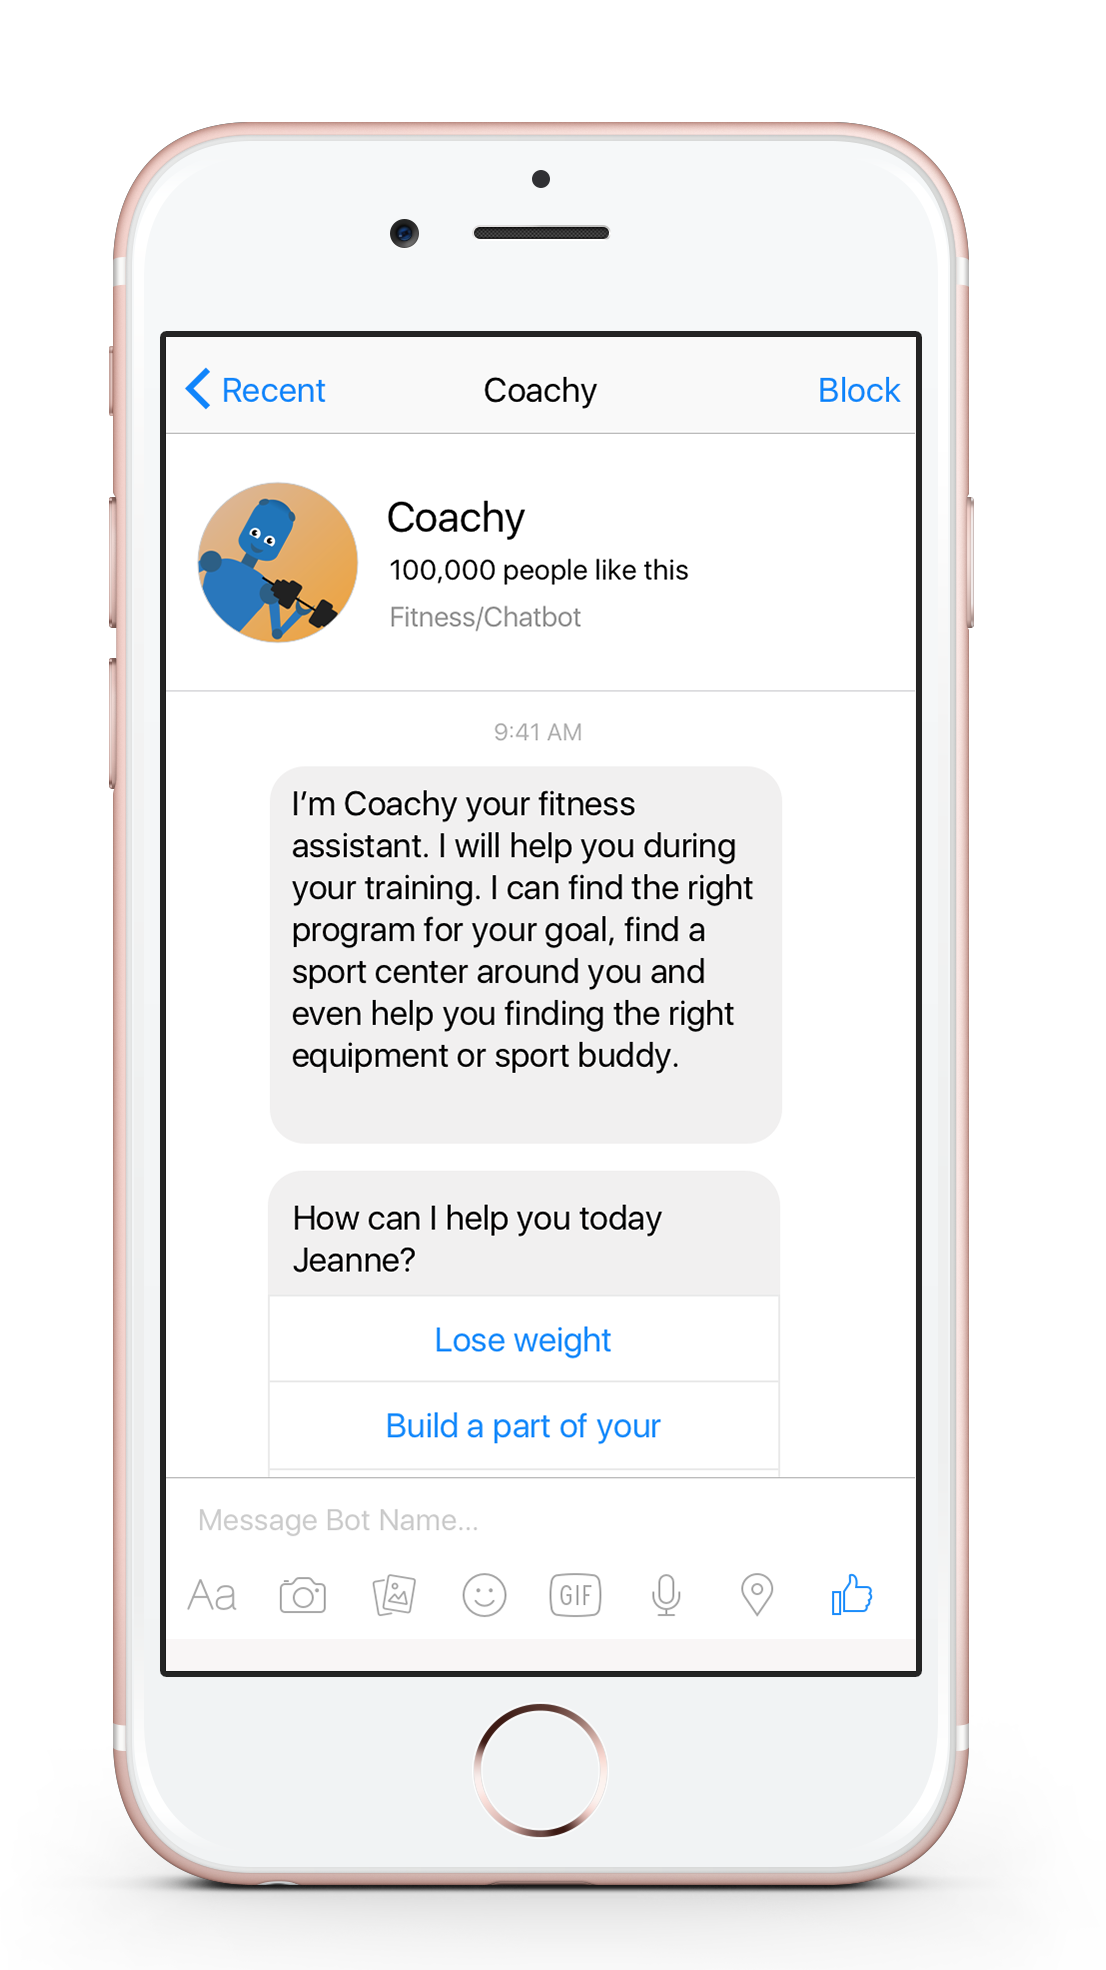 Recent
Coachy
Block
Coachy
100,000 people like this
Fitness/Chatbot
9:41 AM
I’m Coachy your fitness
assistant. I will help you during
your training. I can find the right
program for your goal, find a
sport center around you and
even help you finding the right
equipment or sport buddy.
How can I help you today
Jeanne?
Lose weight
Build a part of your
Message Bot Name...
Aa
GIF